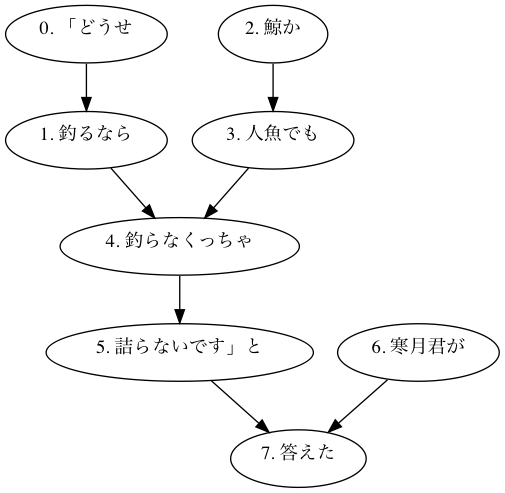 0. 「どうせ
2. 鯨か
1. 釣るなら
3. 人魚でも
4. 釣らなくっちゃ
5. 詰らないです」と
6. 寒月君が
7. 答えた